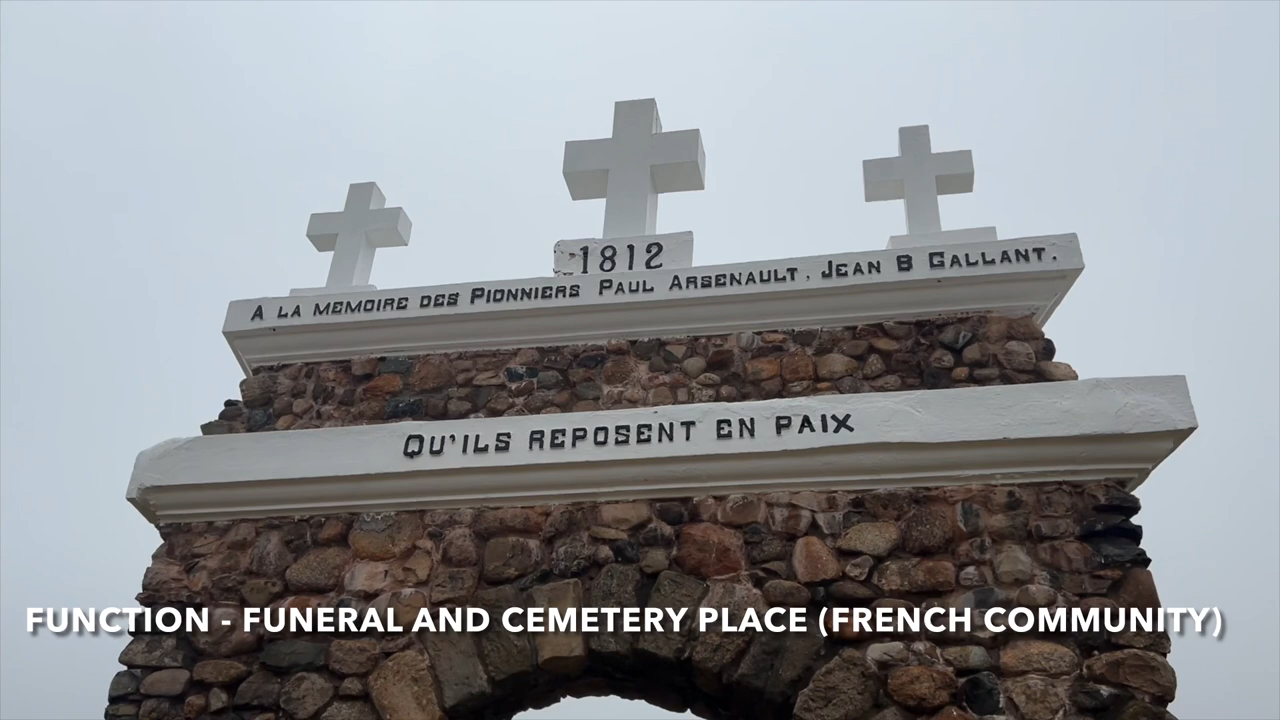 1812
A LA MEMOIRE DES PIONNIERS PAUL ARSENAULT, JEAN B GALLANT.
QU'ILS REPOSENT EN PAIX
FUNCTION - FUNERAL AND CEMETERY PLACE (FRENCH COMMUNITY)